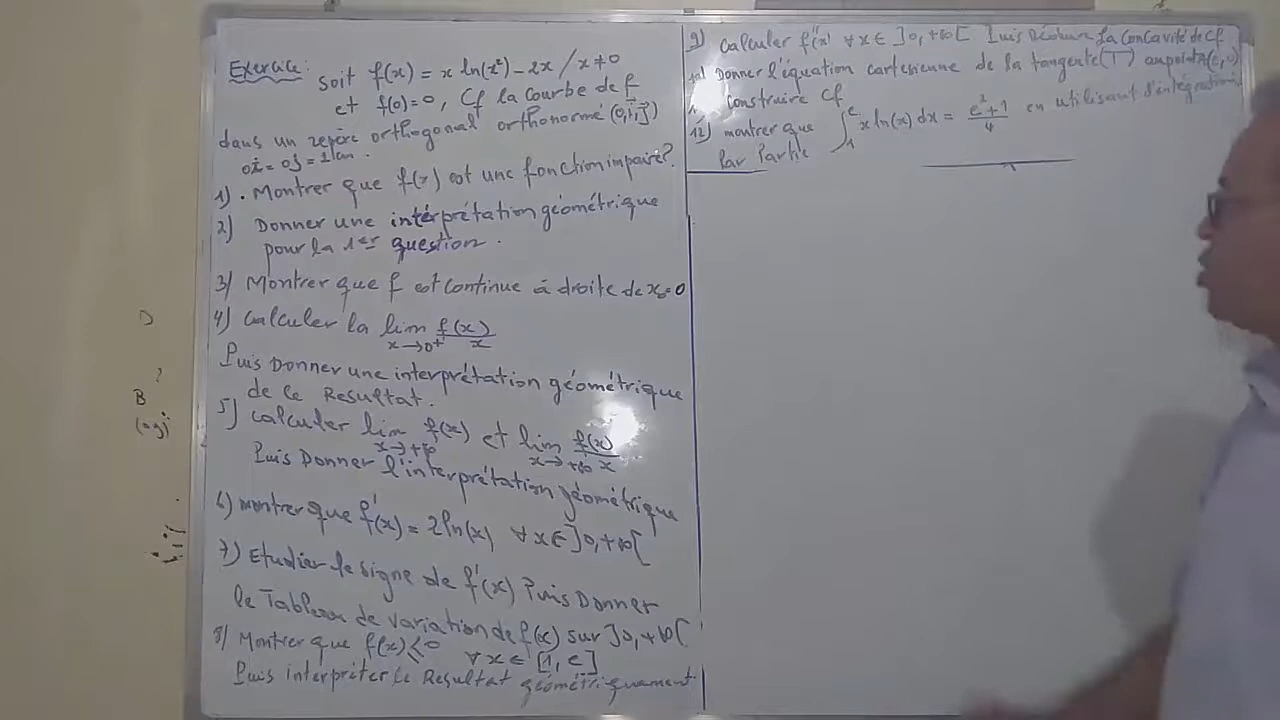 Exercice: Soit f(x) = x ln(x²) - 2x / x ≠ 0
et f(0)=0, Cf la courbe de f
dans un repère orthogonal orthonormé (0,i,j)
oi = oj = 1cm.
1) . Montrer que f(x) est une fonction impaire?
2) Donner une intérprétation géométrique
pour la 1er question.
3) Montrer que f est continue à droite de x₀=0
4) Calculer la lim f(x)/x
x→0+
Puis Donner une interprétation géométrique
de ce Resultat.
5) Calculer lim f(x) et lim f(x)/x
x→+∞ x→+∞
Puis Donner l'interprétation géométrique
6) montrer que f'(x) = 2ln(x) ∀x∈]0,+∞[
7) Etudier le signe de f'(x) Puis Donner
le Tableau de variation de f(x) sur ]0,+∞[
8) Montrer que f(x) ≤ 0 ∀x∈[1,e]
Puis interpréter le Resultat géométriquement
9) Calculer f''(x) ∀x∈]0,+∞[ Puis Déduire la Concavité de Cf
10) Donner l'équation cartesienne de la tangente (T) au point A(e,0)
construire Cf
12) montrer que ∫₁ᵉ x ln(x) dx = (e²+1)/4 en utilisant d'intégration
Par Partie